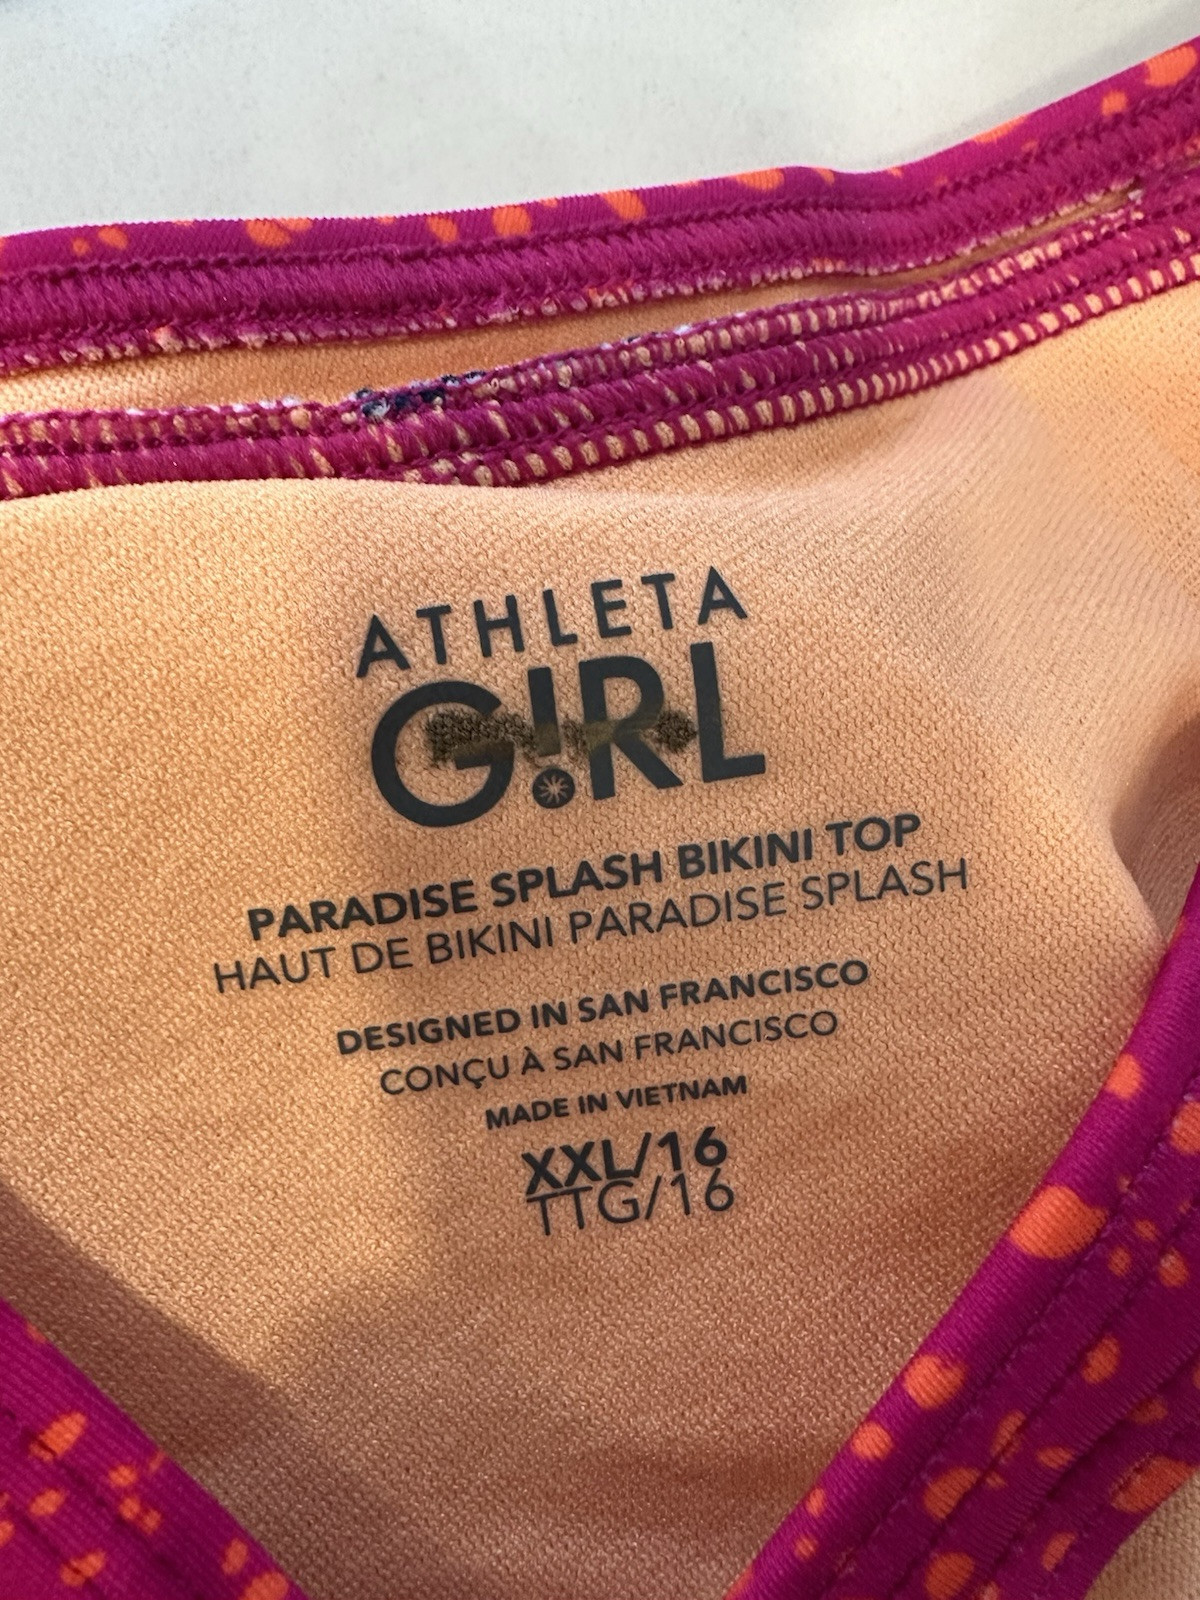 ATHLETA
G!RL
PARADISE SPLASH BIKINI TOP
HAUT DE BIKINI PARADISE SPLASH
DESIGNED IN SAN FRANCISCO
CONÇU À SAN FRANCISCO
MADE IN VIETNAM
XXL/16
TTG/16